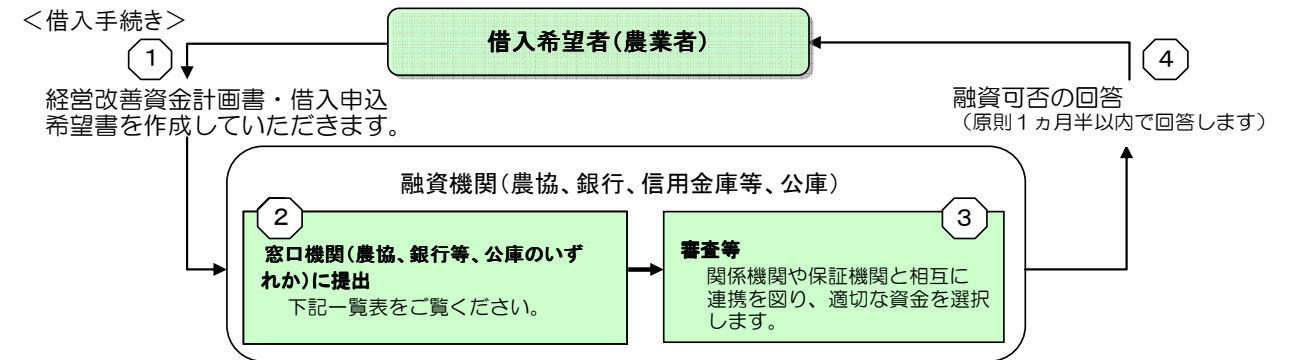 ＜借入手続き＞
借入希望者（農業者）
1
経営改善資金計画書・借入申込
希望書を作成していただきます。
融資機関（農協、銀行、信用金庫等、公庫）
2
窓口機関（農協、銀行等、公庫のいず
れか）に提出
下記一覧表をご覧ください。
3
審査等
関係機関や保証機関と相互に
連携を図り、適切な資金を選択
します。
4
融資可否の回答
（原則１ヵ月半以内で回答します）